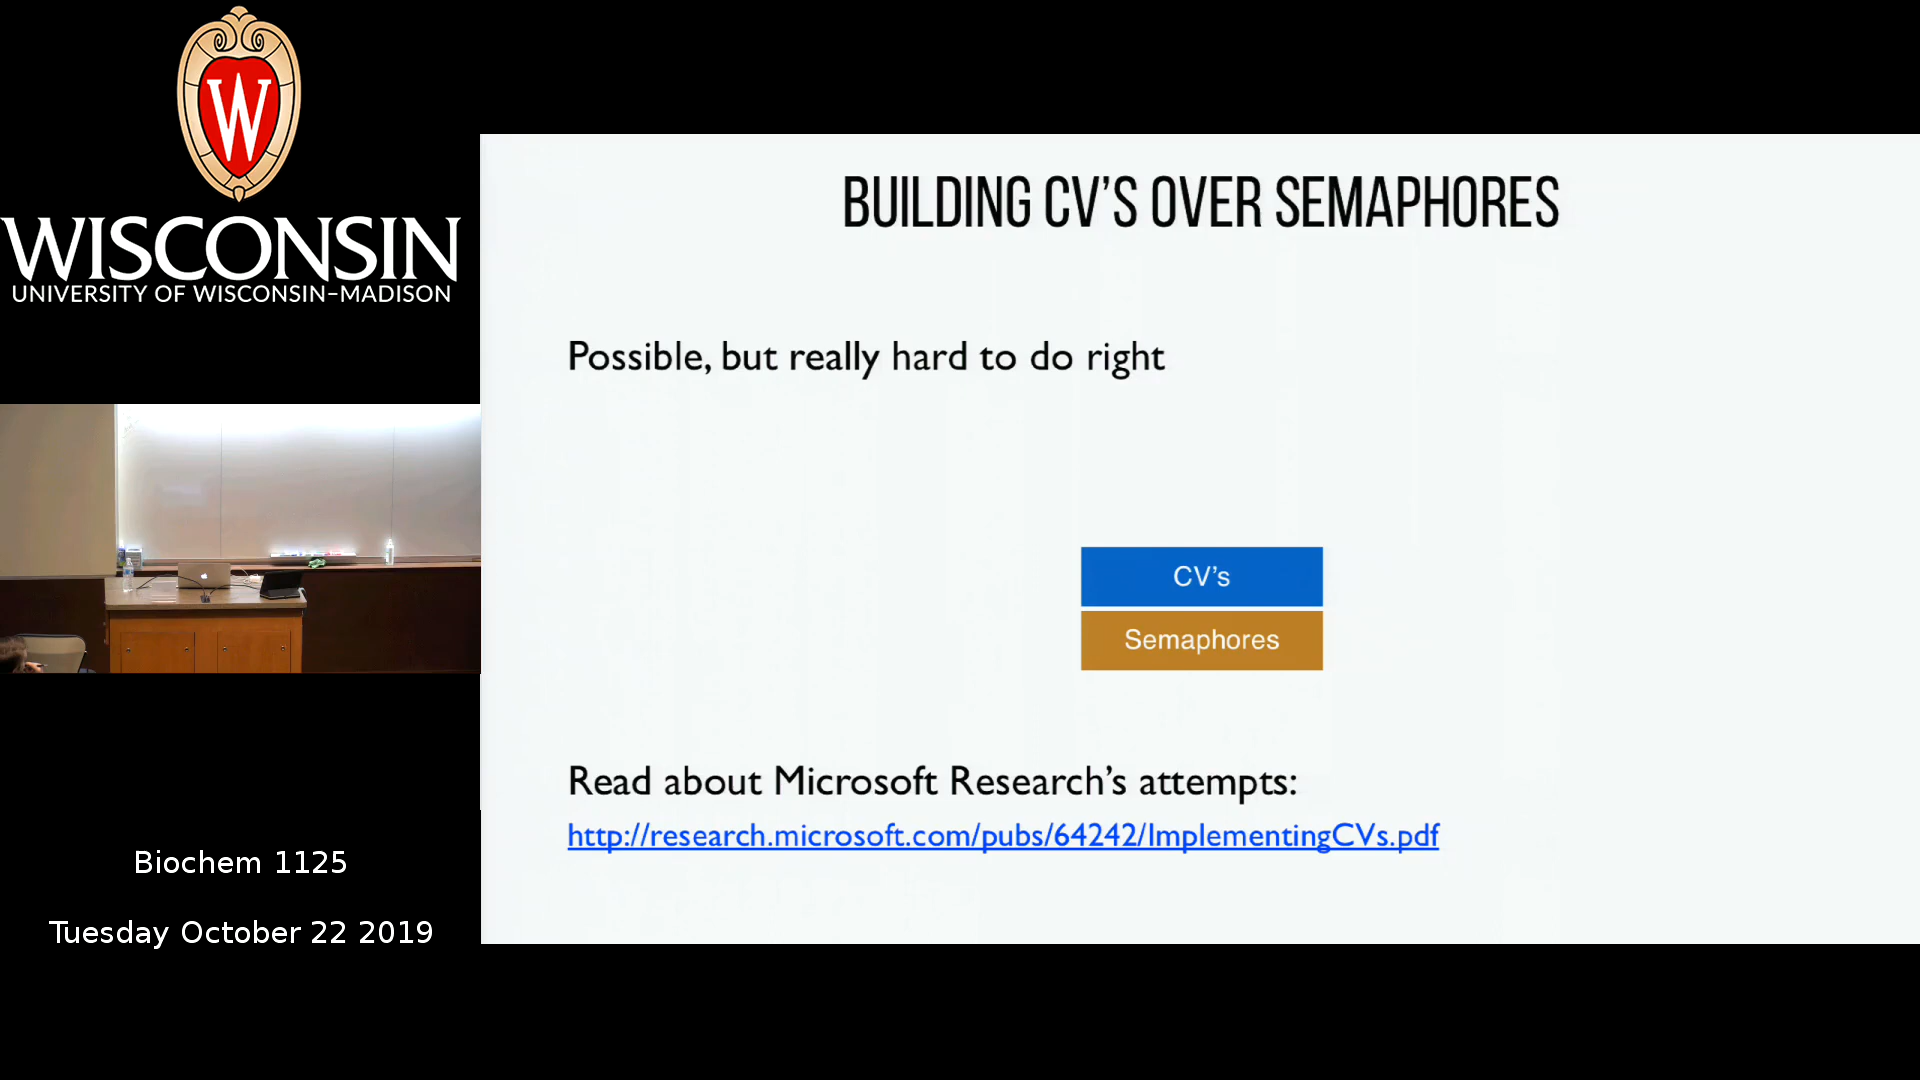 W
WISCONSIN
UNIVERSITY OF WISCONSIN–MADISON
BUILDING CV'S OVER SEMAPHORES
Possible, but really hard to do right
CV's
Semaphores
Read about Microsoft Research's attempts:
http://research.microsoft.com/pubs/64242/ImplementingCVs.pdf
Biochem 1125
Tuesday October 22 2019